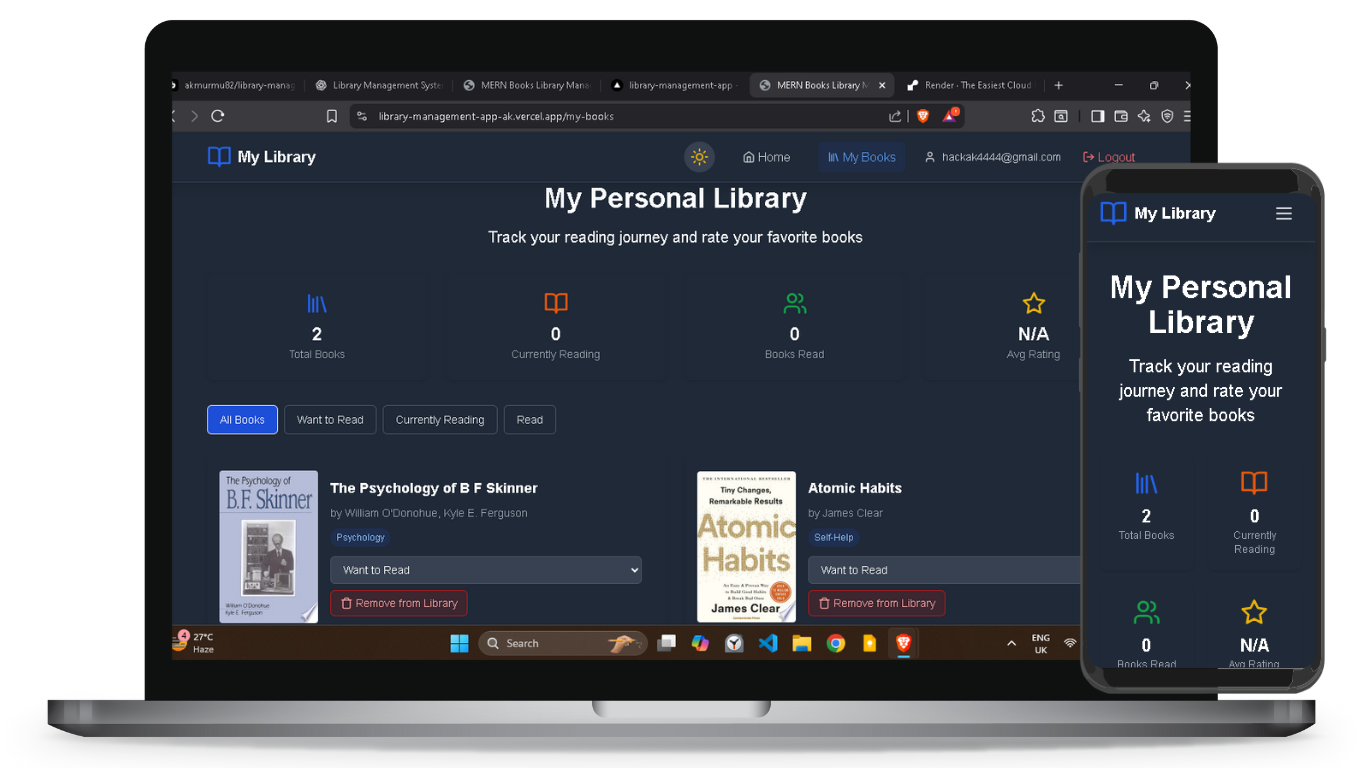 akmurmu82/library-manag
Library Management Syste
MERN Books Library Mana
library-management-app -
MERN Books Library M
Render · The Easiest Cloud
library-management-app-ak.vercel.app/my-books
My Library
Home
My Books
hackak4444@gmail.com
Logout
My Personal Library
Track your reading journey and rate your favorite books
2
Total Books
0
Currently Reading
0
Books Read
N/A
Avg Rating
All Books
Want to Read
Currently Reading
Read
The Psychology of
B.F. Skinner
William O'Donohue
Kyle E. Ferguson
The Psychology of B F Skinner
by William O'Donohue, Kyle E. Ferguson
Psychology
Want to Read
Remove from Library
THE INTERNATIONAL BESTSELLER
Tiny Changes,
Remarkable Results
Atomic
Habits
An Easy & Proven Way
to Build Good Habits
& Break Bad Ones
James Clear
Atomic Habits
by James Clear
Self-Help
Want to Read
Remove from Library
4
27°C
Haze
Search
ENG
UK
My Library
My Personal
Library
Track your reading
journey and rate your
favorite books
2
Total Books
0
Currently
Reading
0
Books Read
N/A
Avg Rating